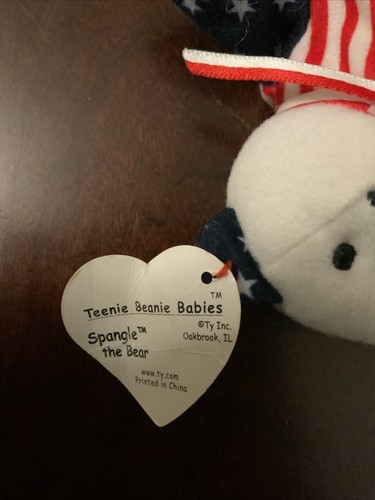 TM
Teenie Beanie Babies
©Ty Inc.
Oakbrook, IL
Spangle™
the Bear
www.ty.com
Printed in China